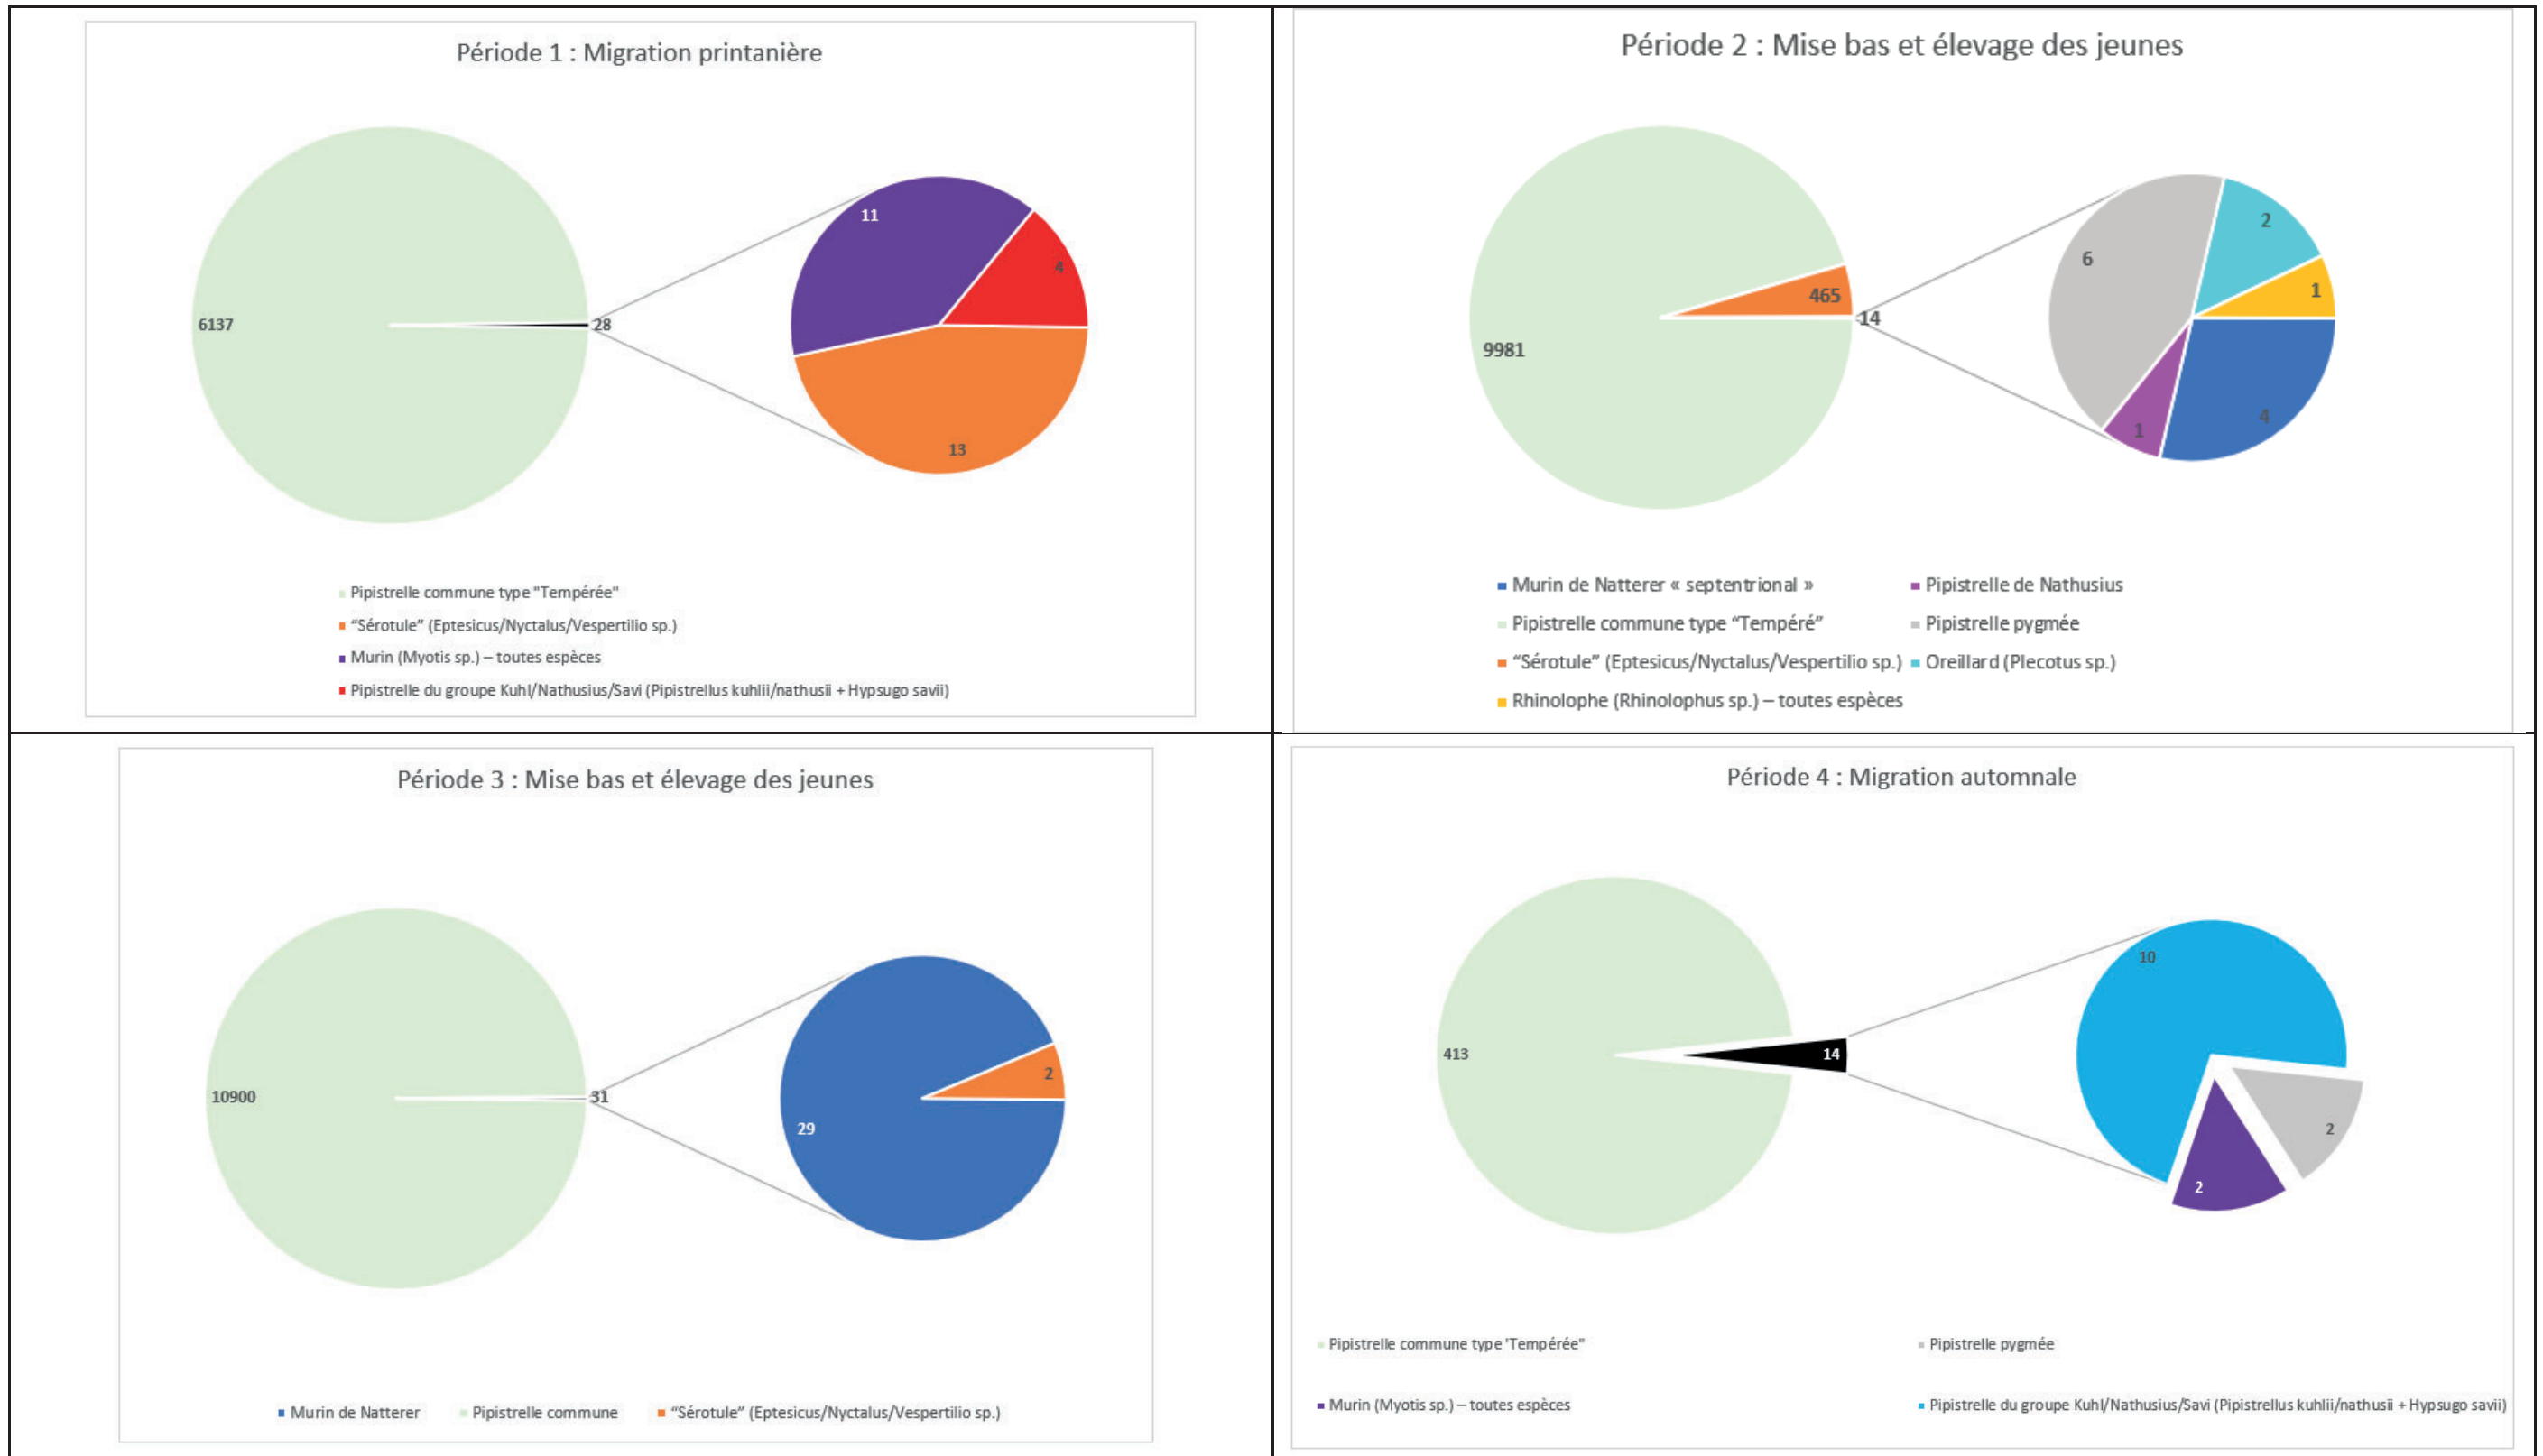 Période 1 : Migration printanière
6137
28
11
4
13
Pipistrelle commune type "Tempérée"
“Sérotule” (Eptesicus/Nyctalus/Vespertilio sp.)
Murin (Myotis sp.) – toutes espèces
Pipistrelle du groupe Kuhl/Nathusius/Savi (Pipistrellus kuhlii/nathusii + Hypsugo savii)
Période 2 : Mise bas et élevage des jeunes
9981
465
14
6
2
1
4
1
Murin de Natterer « septentrional » Pipistrelle de Nathusius
Pipistrelle commune type “Tempéré” Pipistrelle pygmée
“Sérotule” (Eptesicus/Nyctalus/Vespertilio sp.) Oreillard (Plecotus sp.)
Rhinolophe (Rhinolophus sp.) – toutes espèces
Période 3 : Mise bas et élevage des jeunes
10900
31
29
2
Murin de Natterer Pipistrelle commune “Sérotule” (Eptesicus/Nyctalus/Vespertilio sp.)
Période 4 : Migration automnale
413
14
10
2
2
Pipistrelle commune type 'Tempérée" Pipistrelle pygmée
Murin (Myotis sp.) – toutes espèces Pipistrelle du groupe Kuhl/Nathusius/Savi (Pipistrellus kuhlii/nathusii + Hypsugo savii)